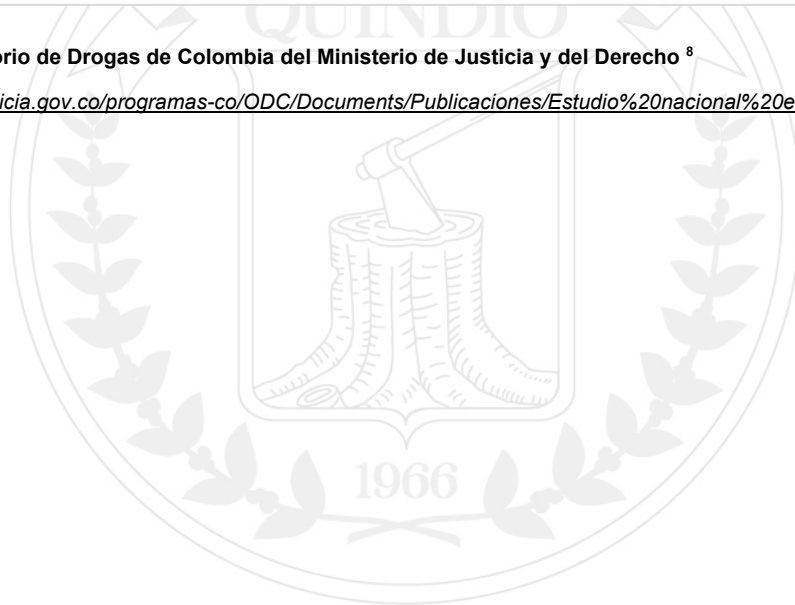 QUINDIO
orio de Drogas de Colombia del Ministerio de Justicia y del Derecho 8
icia.gov.co/programas-co/ODC/Documents/Publicaciones/Estudio%20nacional%20e
1966